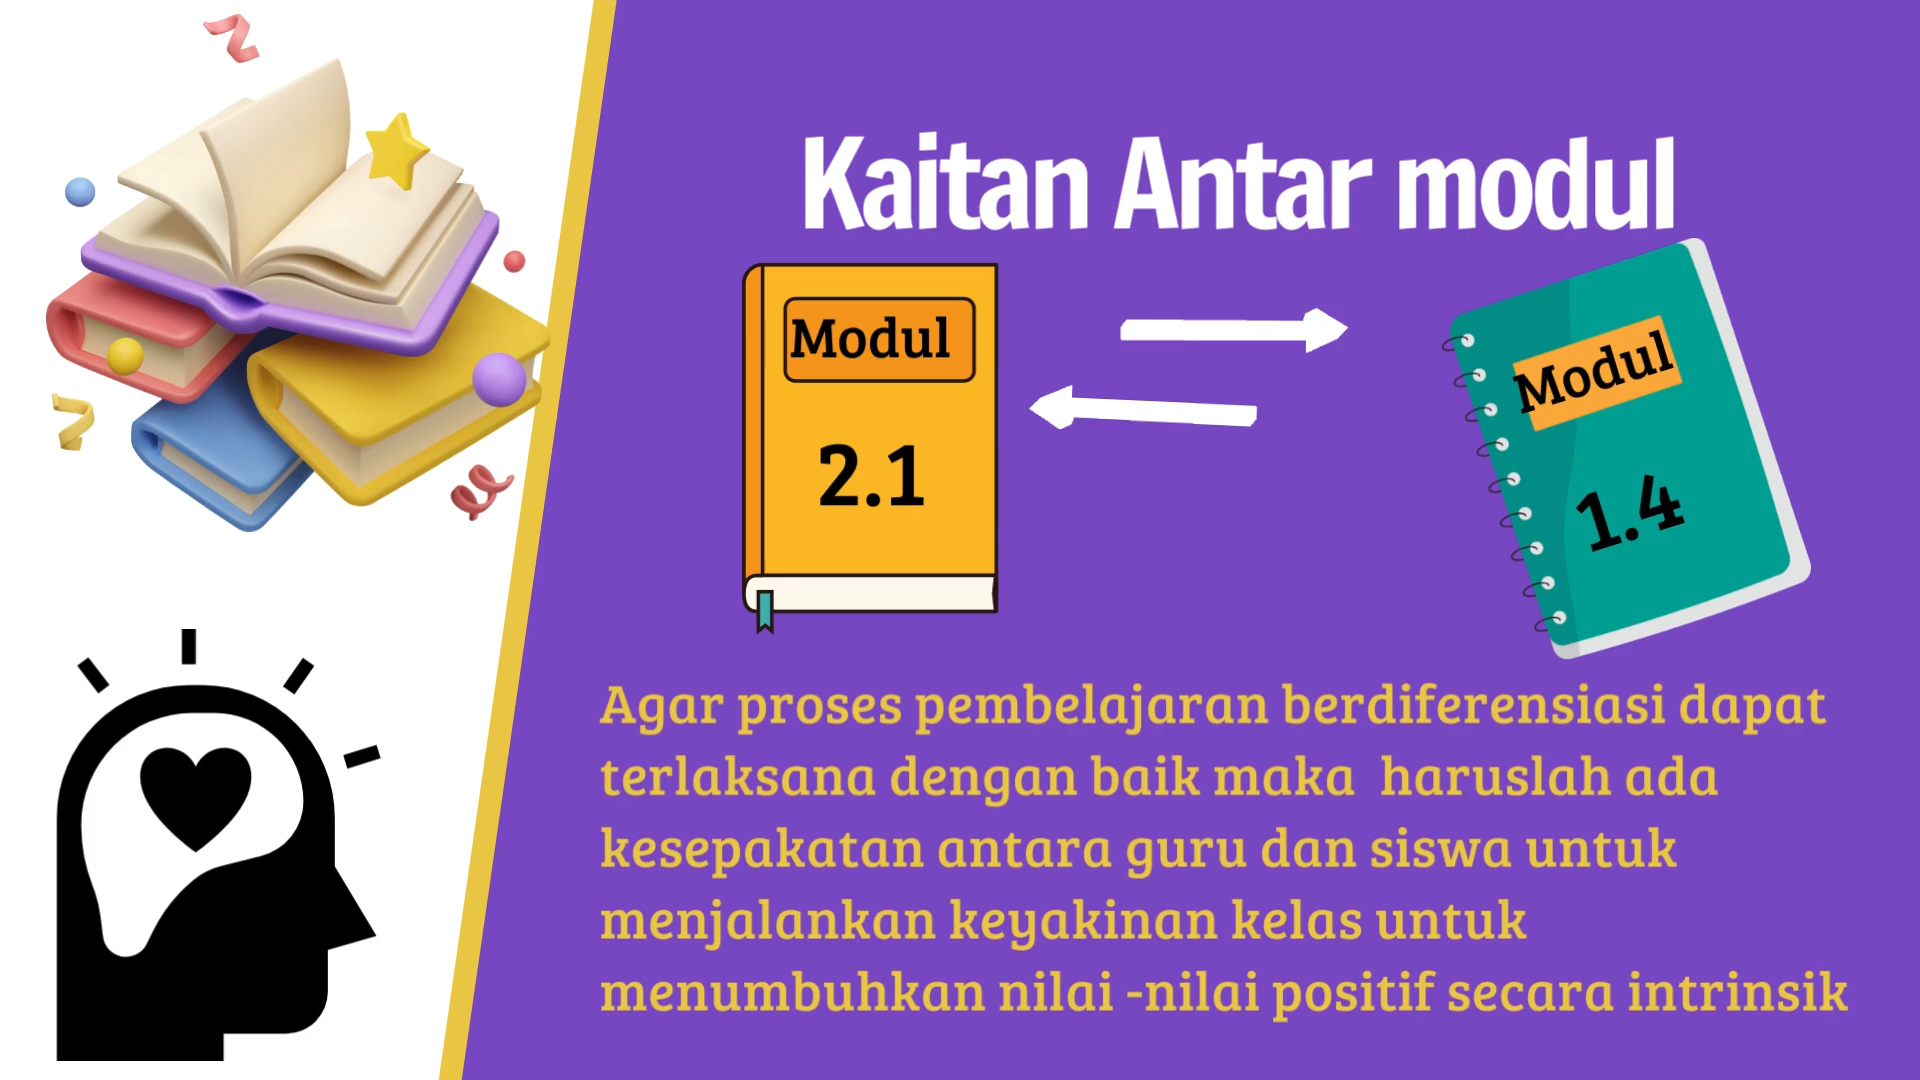 Kaitan Antar modul
Modul
2.1
Modul
1.4
Agar proses pembelajaran berdiferensiasi dapat
terlaksana dengan baik maka  haruslah ada
kesepakatan antara guru dan siswa untuk
menjalankan keyakinan kelas untuk
menumbuhkan nilai -nilai positif secara intrinsik